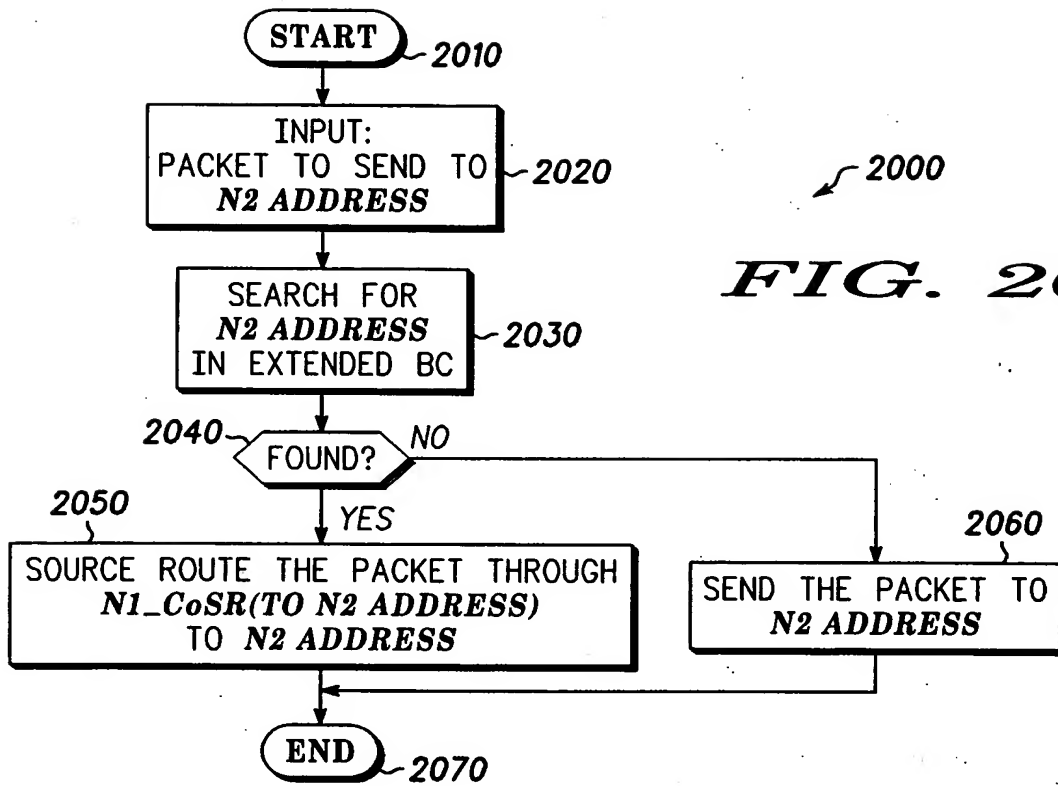 START
2010
INPUT:
PACKET TO SEND TO
N2 ADDRESS
2020
2000
SEARCH FOR
N2 ADDRESS
IN EXTENDED BC
2030
FIG.
2040
FOUND?
NO
YES
2050
SOURCE ROUTE THE PACKET THROUGH
N1_CoSR(TO N2 ADDRESS)
TO N2 ADDRESS
2060
SEND THE PACKET TO
N2 ADDRESS
END
2070